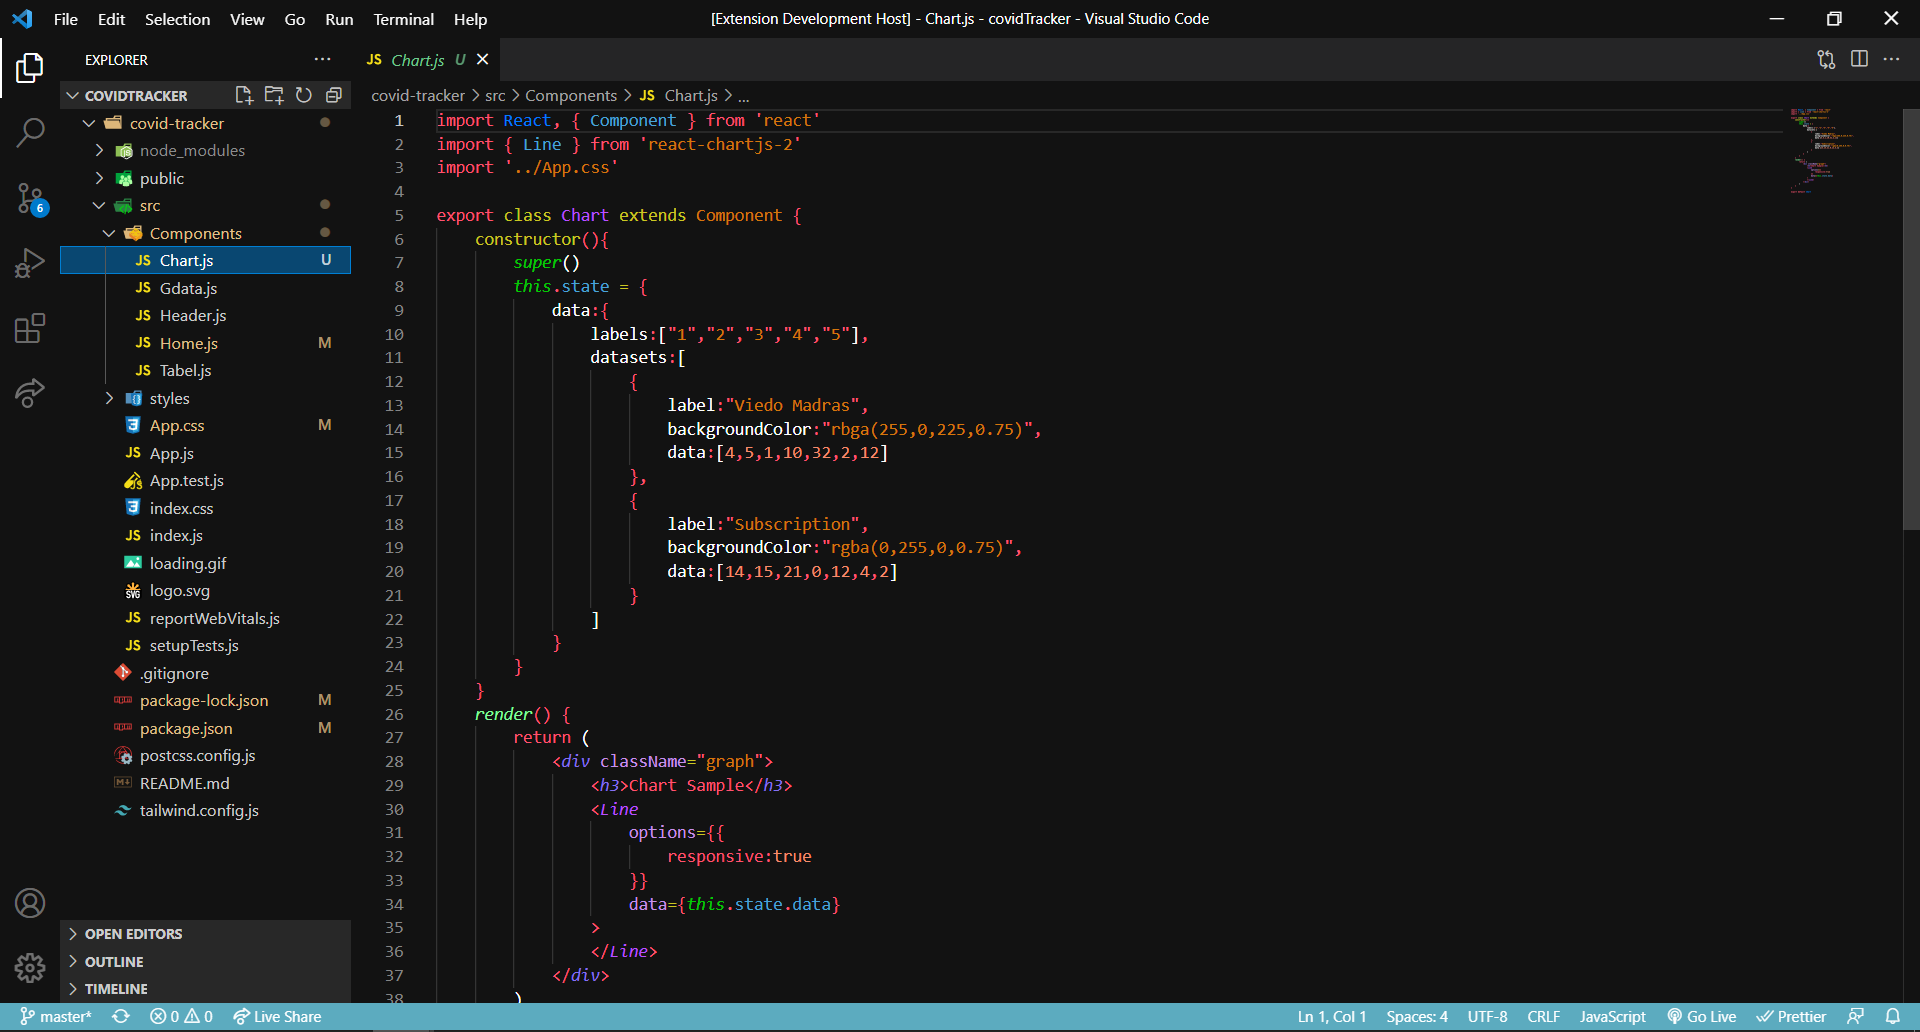 File Edit Selection View Go Run Terminal Help
[Extension Development Host] - Chart.js - covidTracker - Visual Studio Code
EXPLORER
COVIDTRACKER
covid-tracker
node_modules
public
src
Components
Chart.js U
Gdata.js
Header.js
Home.js M
Tabel.js
styles
App.css M
App.js
App.test.js
index.css
index.js
loading.gif
logo.svg
reportWebVitals.js
setupTests.js
.gitignore
package-lock.json M
package.json M
postcss.config.js
README.md
tailwind.config.js
OPEN EDITORS
OUTLINE
TIMELINE
6
JS Chart.js U
covid-tracker > src > Components > JS Chart.js > ...
1 import React, { Component } from 'react'
2 import { Line } from 'react-chartjs-2'
3 import '../App.css'
4
5 export class Chart extends Component {
6 constructor(){
7 super()
8 this.state = {
9 data:{
10 labels:["1","2","3","4","5"],
11 datasets:[
12 {
13 label:"Viedo Madras",
14 backgroundColor:"rbga(255,0,225,0.75)",
15 data:[4,5,1,10,32,2,12]
16 },
17 {
18 label:"Subscription",
19 backgroundColor:"rgba(0,255,0,0.75)",
20 data:[14,15,21,0,12,4,2]
21 }
22 ]
23 }
24 }
25 }
26 render() {
27 return (
28 <div className="graph">
29 <h3>Chart Sample</h3>
30 <Line
31 options={{
32 responsive:true
33 }}
34 data={this.state.data}
35 >
36 </Line>
37 </div>
38 )
master* 0 0 Live Share
Ln 1, Col 1 Spaces: 4 UTF-8 CRLF JavaScript Go Live Prettier